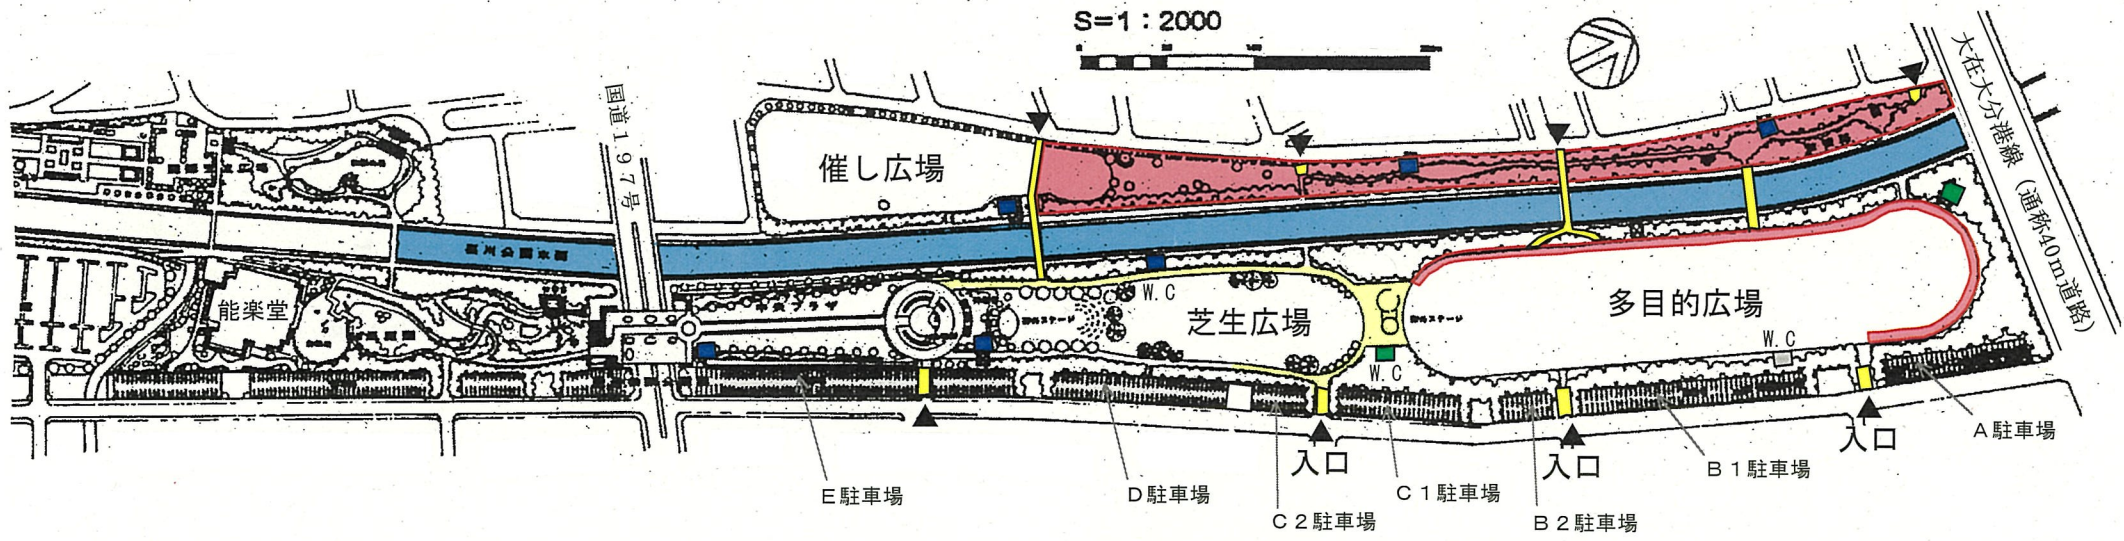 S=1：2000
国道197号
大在大分港線（通称40m道路）
催し広場
能楽堂
W.C
芝生広場
多目的広場
W.C
W.C
入口
入口
入口
A駐車場
B1駐車場
B2駐車場
C1駐車場
C2駐車場
D駐車場
E駐車場